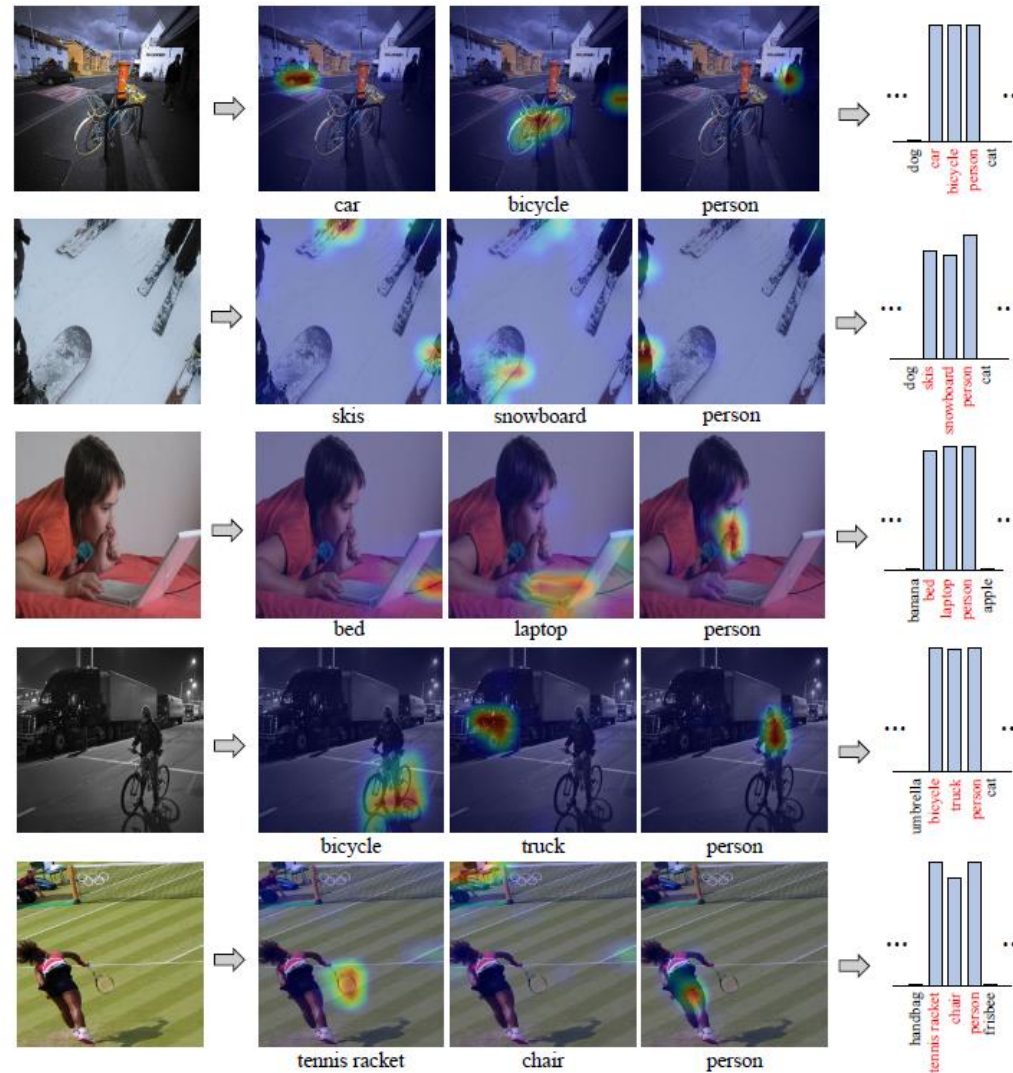 ...
...
dog
car
bicycle
person
cat
car bicycle person
...
...
dog
skis
snowboard
person
cat
skis snowboard person
...
...
banana
bed
laptop
person
apple
bed laptop person
...
...
umbrella
bicycle
truck
person
cat
bicycle truck person
...
...
handbag
tennis racket
chair
person
frisbee
tennis racket chair person